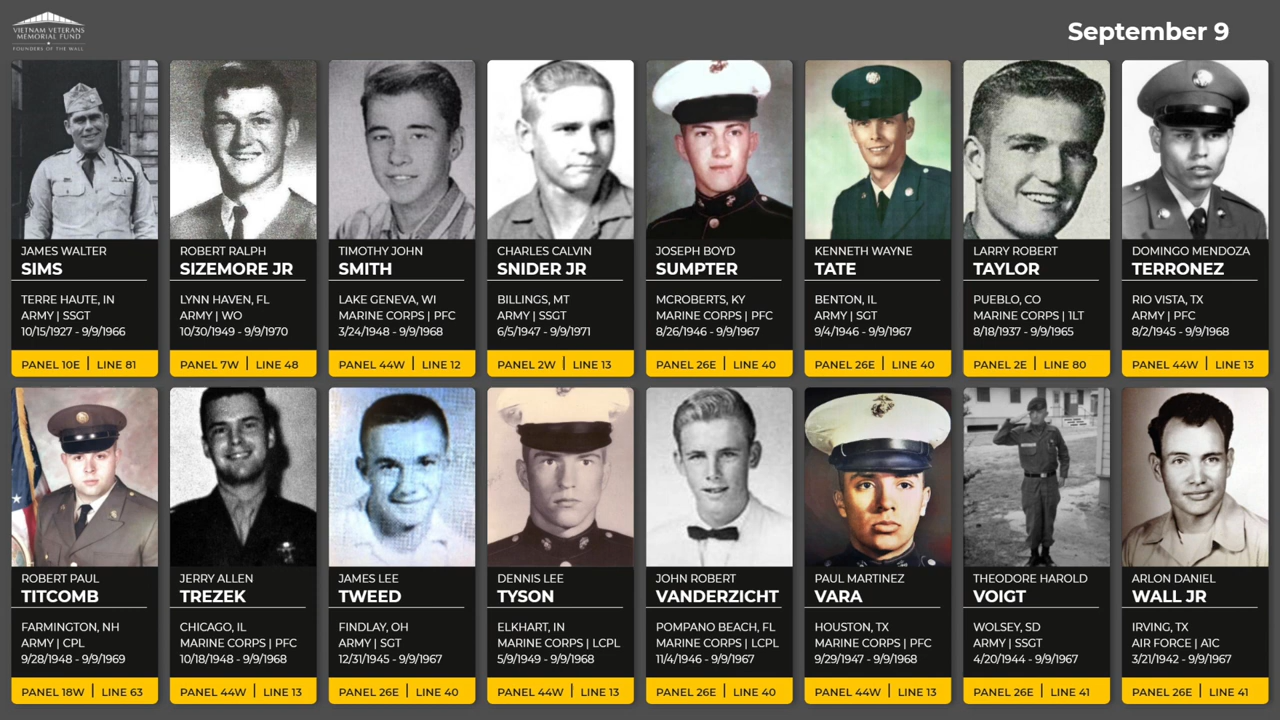 VIETNAM VETERANS
MEMORIAL FUND
FOUNDERS OF THE WALL
September 9
JAMES WALTER
SIMS
TERRE HAUTE, IN
ARMY | SSGT
10/15/1927 - 9/9/1966
PANEL 10E | LINE 81
ROBERT RALPH
SIZEMORE JR
LYNN HAVEN, FL
ARMY | WO
10/30/1949 - 9/9/1970
PANEL 7W | LINE 48
TIMOTHY JOHN
SMITH
LAKE GENEVA, WI
MARINE CORPS | PFC
3/24/1948 - 9/9/1968
PANEL 44W | LINE 12
CHARLES CALVIN
SNIDER JR
BILLINGS, MT
ARMY | SSGT
6/5/1947 - 9/9/1971
PANEL 2W | LINE 13
JOSEPH BOYD
SUMPTER
MCROBERTS, KY
MARINE CORPS | PFC
8/26/1946 - 9/9/1967
PANEL 26E | LINE 40
KENNETH WAYNE
TATE
BENTON, IL
ARMY | SGT
9/4/1946 - 9/9/1967
PANEL 26E | LINE 40
LARRY ROBERT
TAYLOR
PUEBLO, CO
MARINE CORPS | 1LT
8/18/1937 - 9/9/1965
PANEL 2E | LINE 80
DOMINGO MENDOZA
TERRONEZ
RIO VISTA, TX
ARMY | PFC
8/2/1945 - 9/9/1968
PANEL 44W | LINE 13
ROBERT PAUL
TITCOMB
FARMINGTON, NH
ARMY | CPL
9/28/1948 - 9/9/1969
PANEL 18W | LINE 63
JERRY ALLEN
TREZEK
CHICAGO, IL
MARINE CORPS | PFC
10/18/1948 - 9/9/1968
PANEL 44W | LINE 13
JAMES LEE
TWEED
FINDLAY, OH
ARMY | SGT
12/31/1945 - 9/9/1967
PANEL 26E | LINE 40
DENNIS LEE
TYSON
ELKHART, IN
MARINE CORPS | LCPL
5/9/1949 - 9/9/1968
PANEL 44W | LINE 13
JOHN ROBERT
VANDERZICHT
POMPANO BEACH, FL
MARINE CORPS | LCPL
11/4/1946 - 9/9/1967
PANEL 26E | LINE 40
PAUL MARTINEZ
VARA
HOUSTON, TX
MARINE CORPS | PFC
9/29/1947 - 9/9/1968
PANEL 44W | LINE 13
THEODORE HAROLD
VOIGT
WOLSEY, SD
ARMY | SSGT
4/20/1944 - 9/9/1967
PANEL 26E | LINE 41
ARLON DANIEL
WALL JR
IRVING, TX
AIR FORCE | A1C
3/21/1942 - 9/9/1967
PANEL 26E | LINE 41